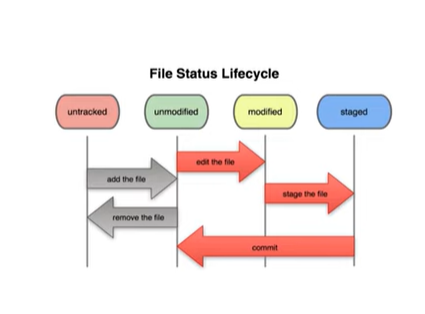 File Status Lifecycle
untracked
unmodified
modified
staged
edit the file
add the file
stage the file
remove the file
commit